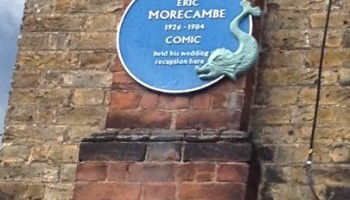 ERIC
MORECAMBE
1926 - 1984
COMIC
held his wedding
reception here